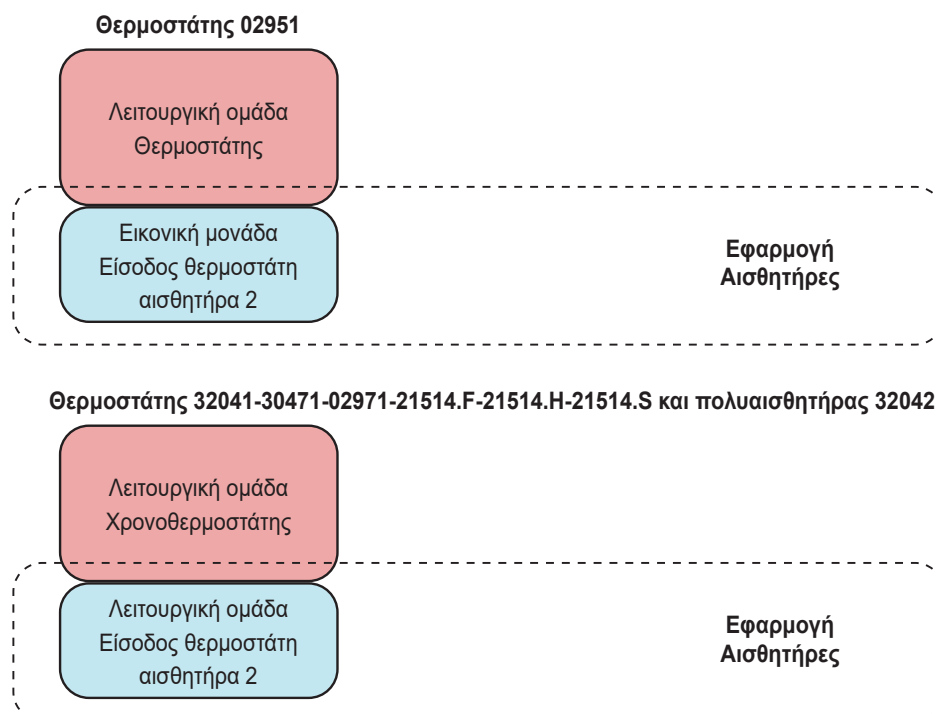 Θερμοστάτης 02951
Λειτουργική ομάδα
Θερμοστάτης
Εικονική μονάδα
Είσοδος θερμοστάτη
αισθητήρα 2
Εφαρμογή
Αισθητήρες
Θερμοστάτης 32041-30471-02971-21514.F-21514.H-21514.S και πολυαισθητήρας 32042
Λειτουργική ομάδα
Χρονοθερμοστάτης
Λειτουργική ομάδα
Είσοδος θερμοστάτη
αισθητήρα 2
Εφαρμογή
Αισθητήρες